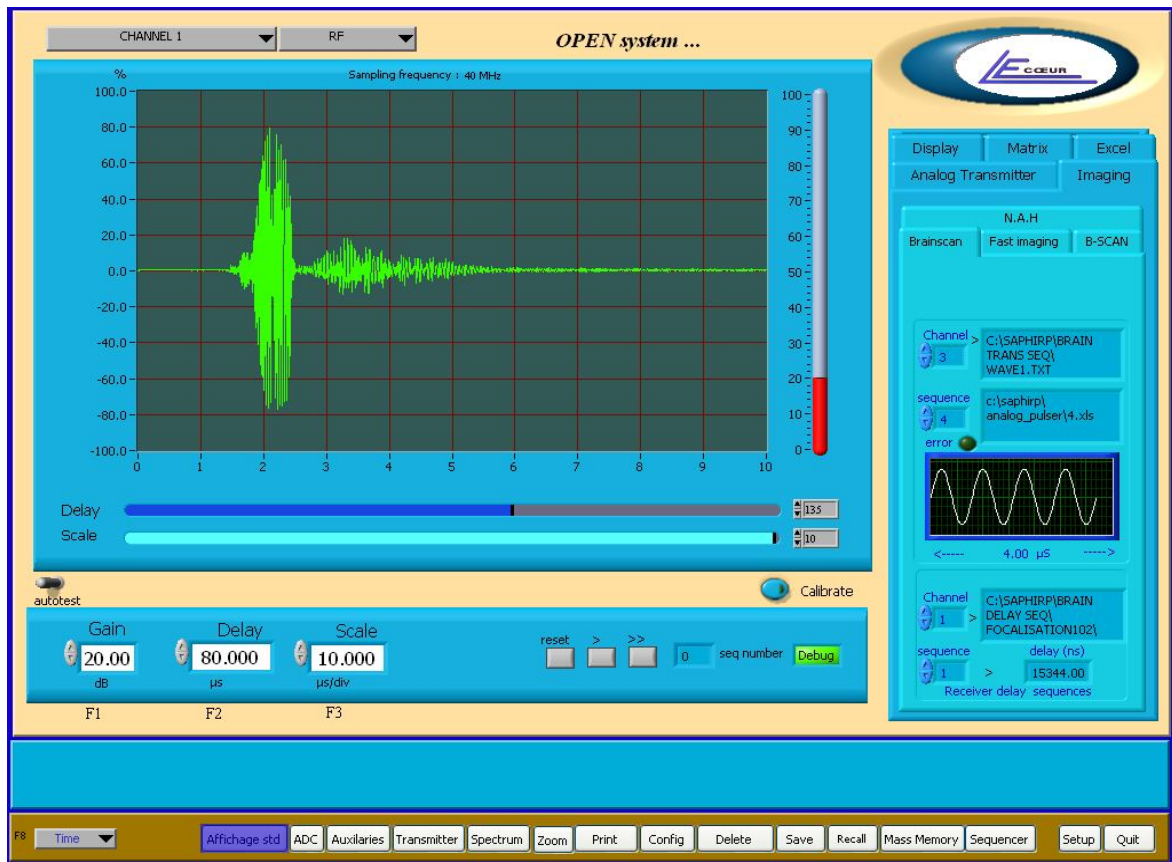 CHANNEL 1
RF
OPEN system ...
LE CŒUR
%
Sampling frequency : 40 MHz
100.0
80.0
60.0
40.0
20.0
0.0
-20.0
-40.0
-60.0
-80.0
-100.0
0 1 2 3 4 5 6 7 8 9 10
100
90
80
70
60
50
40
30
20
10
0
Delay
135
Scale
10
autotest
Calibrate
Gain
20.00
dB
F1
Delay
80.000
µs
F2
Scale
10.000
µs/div
F3
reset > >>
0 seq number Debug
Display Matrix Excel
Analog Transmitter Imaging
N.A.H
Brainscan Fast imaging B-SCAN
Channel >
3
C:\SAPHIRP\BRAIN
TRANS SEQ\
WAVE1.TXT
sequence
4
c:\saphirp\
analog_pulser\4.xls
error
<----- 4.00 µS ----->
Channel
1 >
C:\SAPHIRP\BRAIN
DELAY SEQ\
FOCALISATION102\
sequence
delay (ns)
1 > 15344.00
Receiver delay sequences
F8 Time
Affichage std ADC Auxilaries Transmitter Spectrum Zoom Print Config Delete Save Recall Mass Memory Sequencer Setup Quit